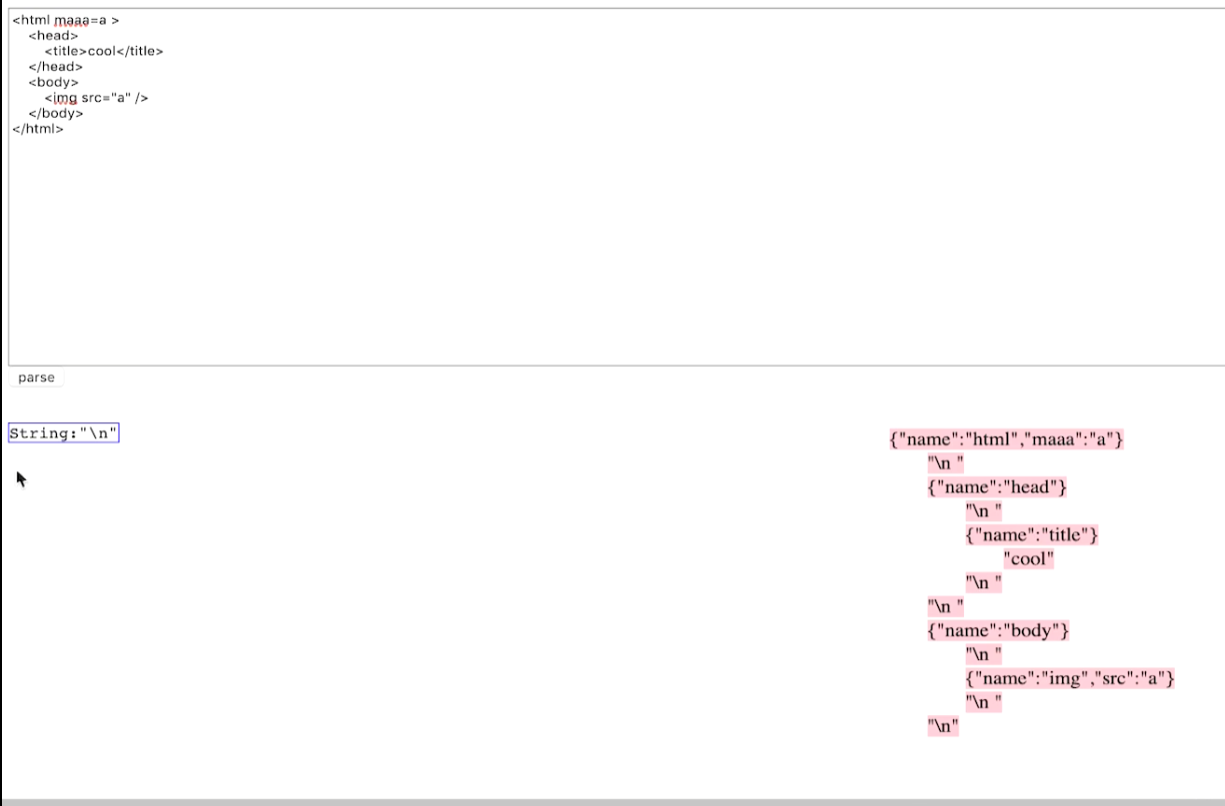 <html maaa=a >
<head>
<title>cool</title>
</head>
<body>
<img src="a" />
</body>
</html>
parse
String:"\n"
{"name":"html","maaa":"a"}
"\n "
{"name":"head"}
"\n "
{"name":"title"}
"cool"
"\n "
"\n "
{"name":"body"}
"\n "
{"name":"img","src":"a"}
"\n "
"\n"